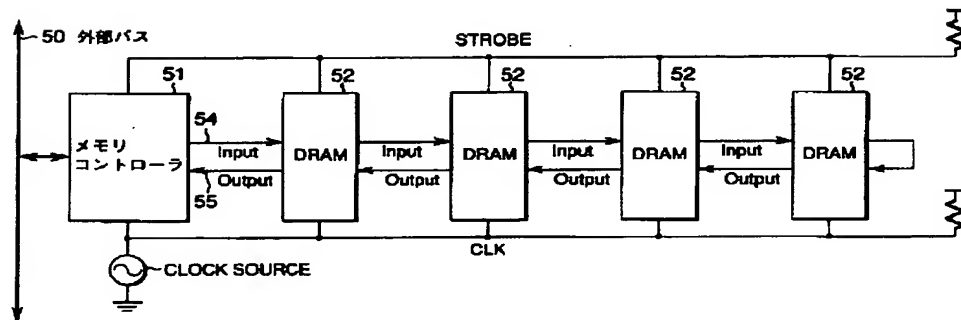 50 外部バス
STROBE
51
52
52
52
52
54
メモリ
コントローラ
Input
DRAM
Input
DRAM
Input
DRAM
Input
DRAM
Output
Output
Output
Output
55
CLK
CLOCK SOURCE